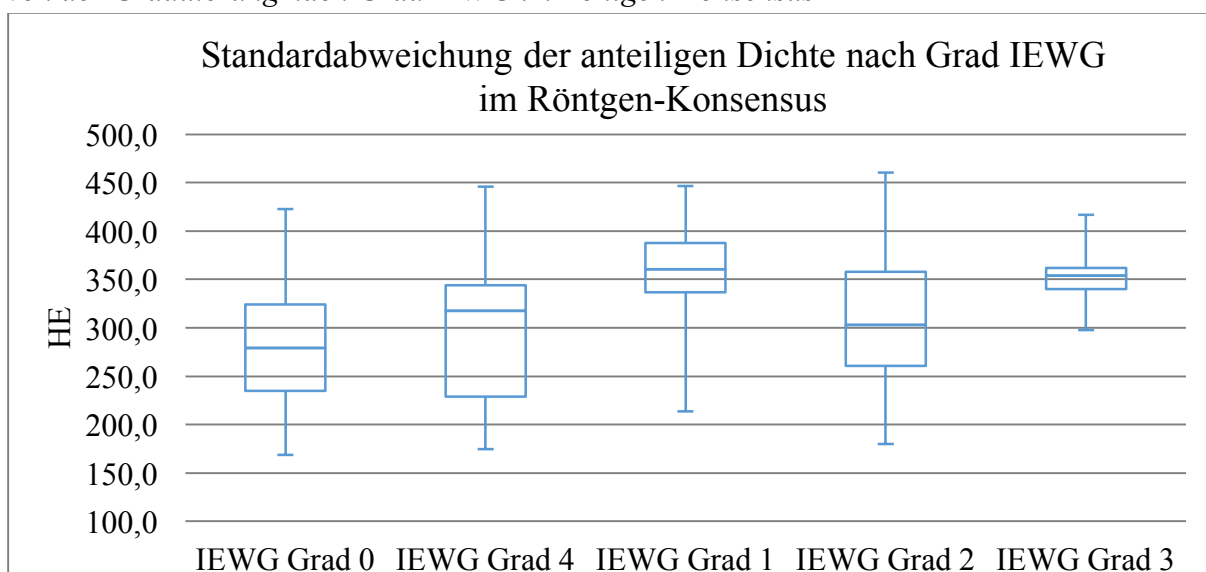 Standardabweichung der anteiligen Dichte nach Grad IEWG
im Röntgen-Konsensus
500,0
450,0
400,0
350,0
300,0
250,0
200,0
150,0
100,0
HE
IEWG Grad 0 IEWG Grad 4 IEWG Grad 1 IEWG Grad 2 IEWG Grad 3